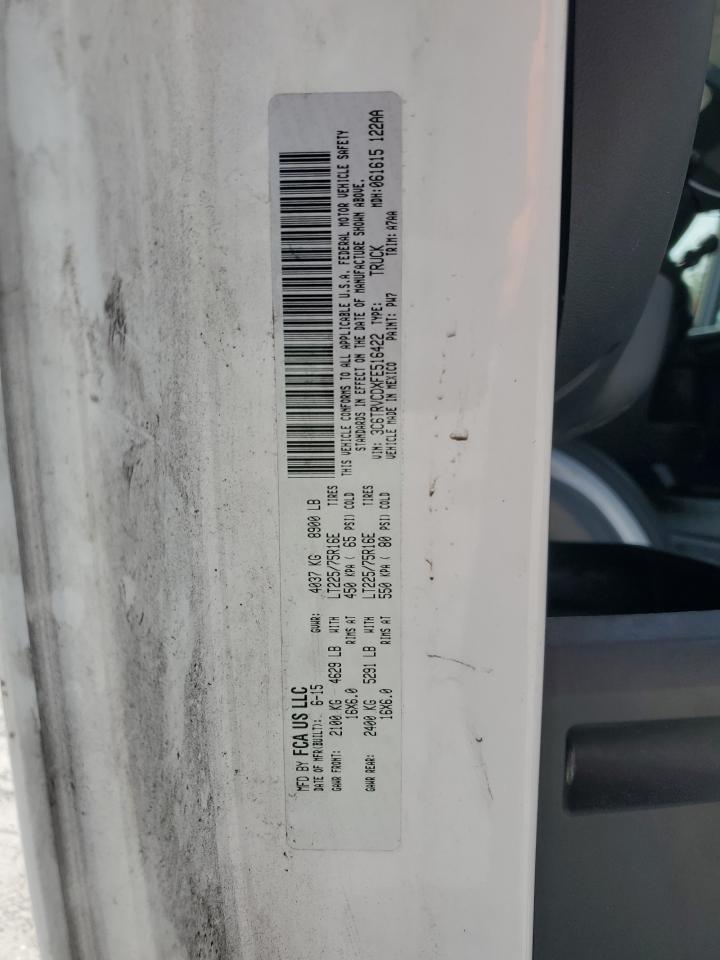 MFD BY FCA US LLC
DATE OF MFR(BUILT): 6-15 GVWR: 4037 KG 8900 LB
GAWR FRONT: 2100 KG 4629 LB WITH LT225/75R16E TIRES
16X6.0 RIMS AT 450 KPA ( 65 PSI) COLD
GAWR REAR: 2400 KG 5291 LB WITH LT225/75R16E TIRES
16X6.0 RIMS AT 550 KPA ( 80 PSI) COLD
THIS VEHICLE CONFORMS TO ALL APPLICABLE U.S.A. FEDERAL MOTOR VEHICLE SAFETY
STANDARDS IN EFFECT ON THE DATE OF MANUFACTURE SHOWN ABOVE.
VIN: 3C6TRVCDXFE516422 TYPE: TRUCK MDH: 061615 122AA
VEHICLE MADE IN MEXICO PAINT: PW7 TRIM: A7AA